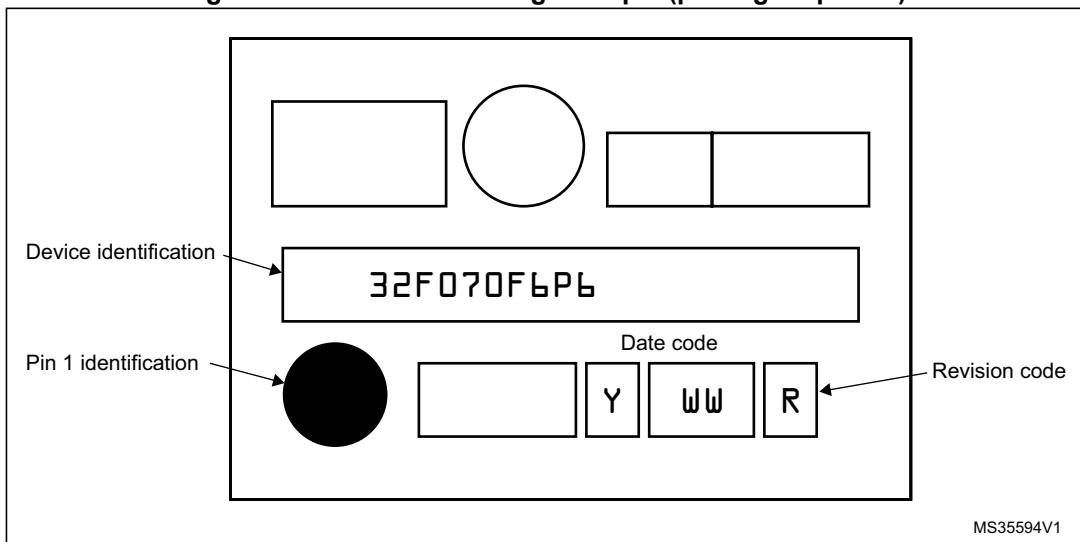 Device identification
32F070F6P6
Date code
Pin 1 identification
Y WW R
Revision code
MS35594V1